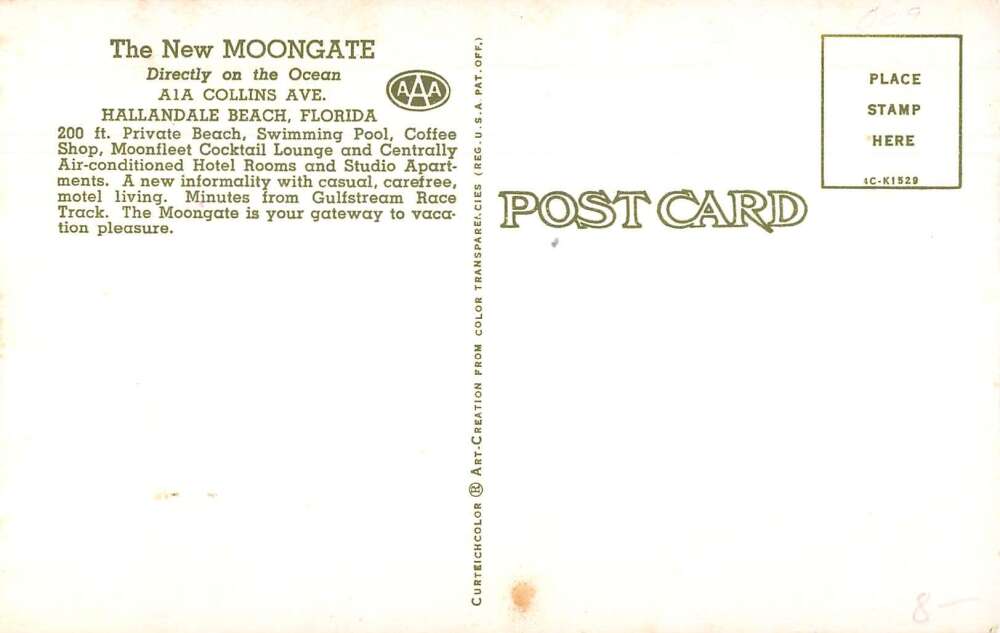 The New MOONGATE
Directly on the Ocean
A1A COLLINS AVE.
HALLANDALE BEACH, FLORIDA
AAA
200 ft. Private Beach, Swimming Pool, Coffee
Shop, Moonfleet Cocktail Lounge and Centrally
Air-conditioned Hotel Rooms and Studio Apart-
ments. A new informality with casual, carefree,
motel living. Minutes from Gulfstream Race
Track. The Moongate is your gateway to vaca-
tion pleasure.
CURTEICHCOLOR ® ART-CREATION FROM COLOR TRANSPARENCIES (REG. U.S.A. PAT. OFF.)
POST CARD
PLACE
STAMP
HERE
4C-K1529
8-